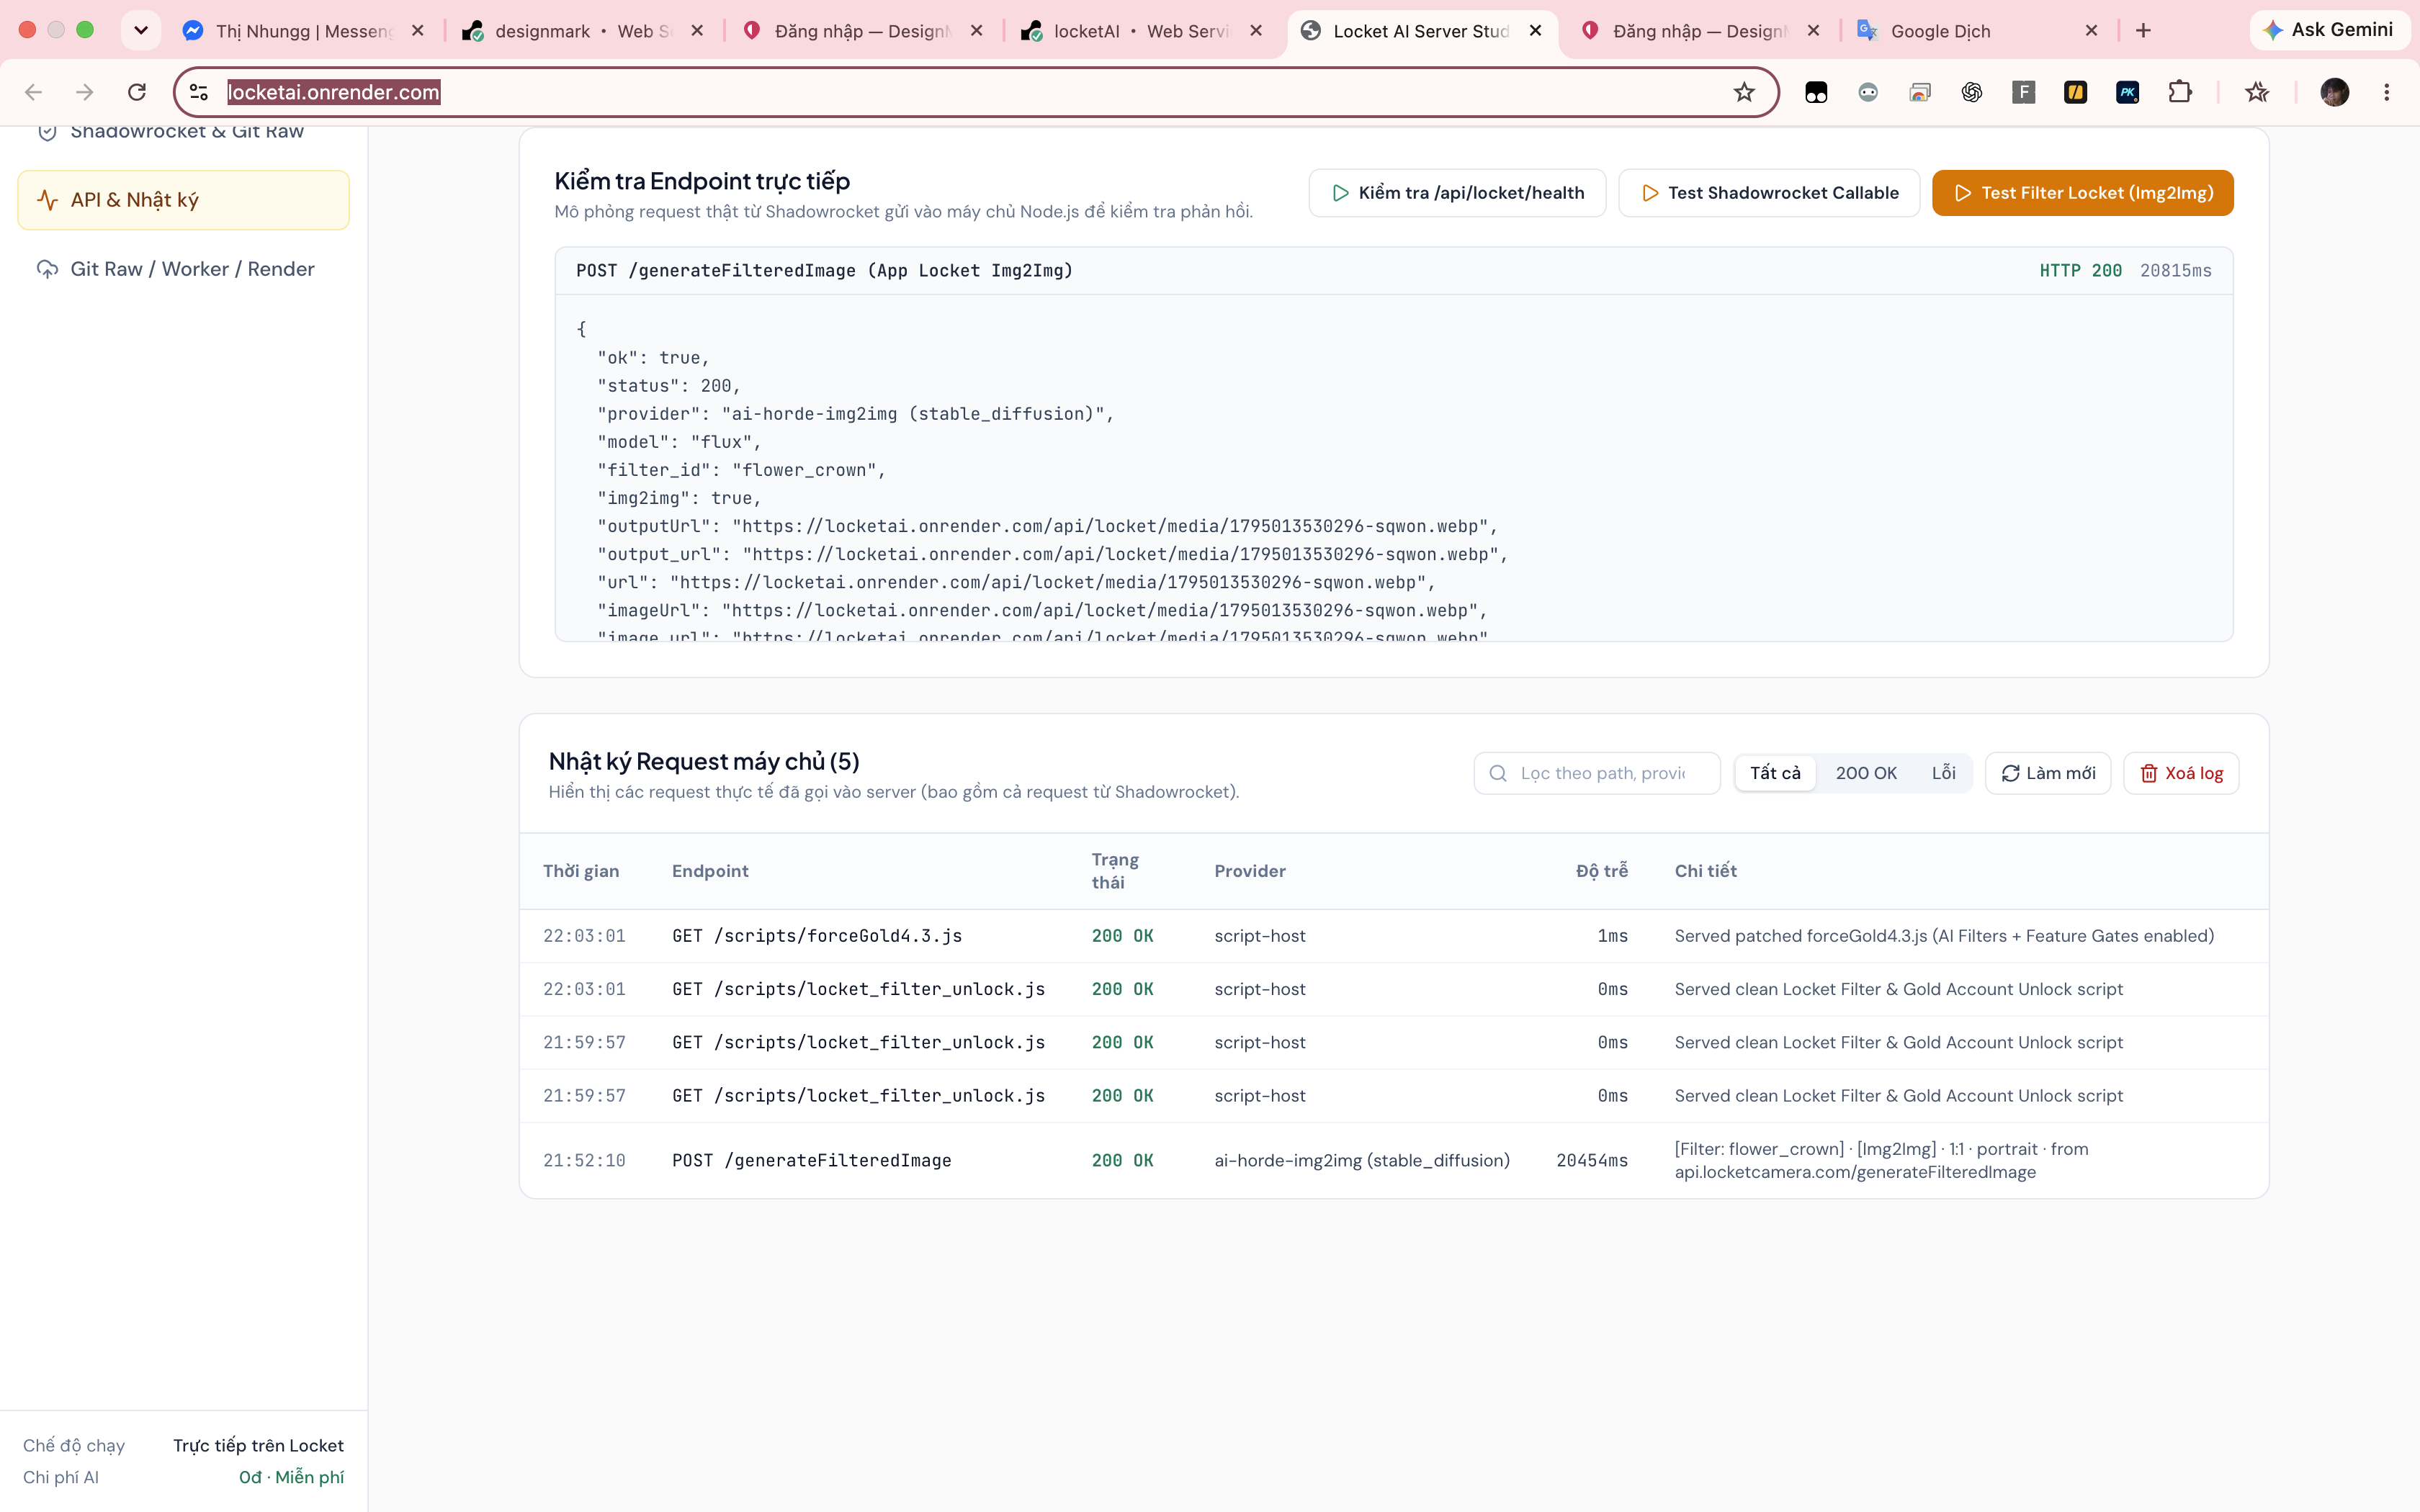 Thị Nhungg | Messeng
designmark • Web S
Đăng nhập — DesignM
locketAI • Web Servi
Locket AI Server Stud
Đăng nhập — DesignM
Google Dịch
Ask Gemini
locketai.onrender.com
Shadowrocket & Git Raw
API & Nhật ký
Git Raw / Worker / Render
Kiểm tra Endpoint trực tiếp
Mô phỏng request thật từ Shadowrocket gửi vào máy chủ Node.js để kiểm tra phản hồi.
Kiểm tra /api/locket/health
Test Shadowrocket Callable
Test Filter Locket (Img2Img)
POST /generateFilteredImage (App Locket Img2Img)
HTTP 200 20815ms
{
"ok": true,
"status": 200,
"provider": "ai-horde-img2img (stable_diffusion)",
"model": "flux",
"filter_id": "flower_crown",
"img2img": true,
"outputUrl": "https://locketai.onrender.com/api/locket/media/1795013530296-sqwon.webp",
"output_url": "https://locketai.onrender.com/api/locket/media/1795013530296-sqwon.webp",
"url": "https://locketai.onrender.com/api/locket/media/1795013530296-sqwon.webp",
"imageUrl": "https://locketai.onrender.com/api/locket/media/1795013530296-sqwon.webp",
"image_url": "https://locketai.onrender.com/api/locket/media/1795013530296-sqwon.webp"
Nhật ký Request máy chủ (5)
Hiển thị các request thực tế đã gọi vào server (bao gồm cả request từ Shadowrocket).
Lọc theo path, provi
Tất cả
200 OK
Lỗi
Làm mới
Xoá log
Thời gian Endpoint Trạng thái Provider Độ trễ Chi tiết
22:03:01 GET /scripts/forceGold4.3.js 200 OK script-host 1ms Served patched forceGold4.3.js (AI Filters + Feature Gates enabled)
22:03:01 GET /scripts/locket_filter_unlock.js 200 OK script-host 0ms Served clean Locket Filter & Gold Account Unlock script
21:59:57 GET /scripts/locket_filter_unlock.js 200 OK script-host 0ms Served clean Locket Filter & Gold Account Unlock script
21:59:57 GET /scripts/locket_filter_unlock.js 200 OK script-host 0ms Served clean Locket Filter & Gold Account Unlock script
21:52:10 POST /generateFilteredImage 200 OK ai-horde-img2img (stable_diffusion) 20454ms [Filter: flower_crown] · [Img2Img] · 1:1 · portrait · from
api.locketcamera.com/generateFilteredImage
Chế độ chạy Trực tiếp trên Locket
Chi phí AI 0đ · Miễn phí